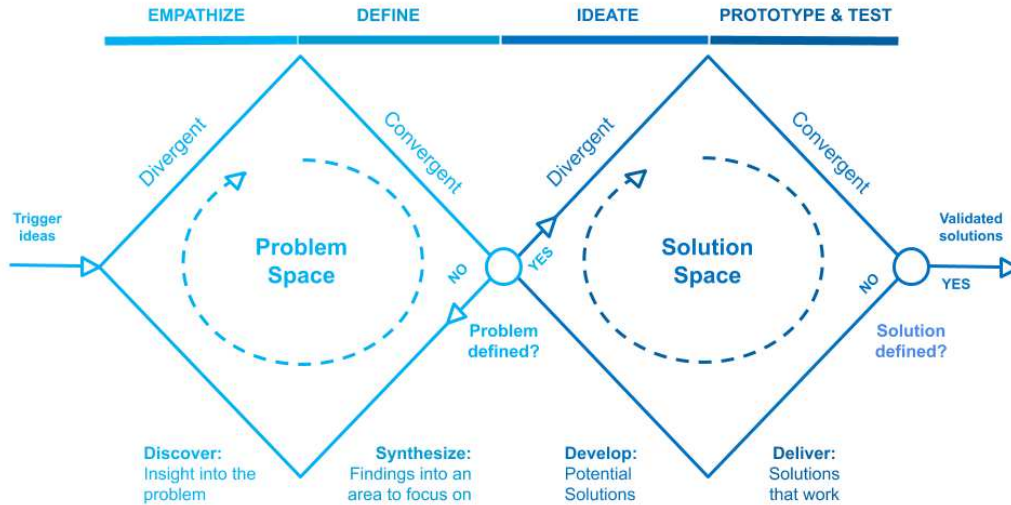 EMPATHIZE
DEFINE
IDEATE
PROTOTYPE & TEST
Divergent
Convergent
Divergent
Convergent
Trigger
ideas
Problem
Space
NO
YES
Problem
defined?
Solution
Space
NO
YES
Validated
solutions
Solution
defined?
Discover:
Insight into the
problem
Synthesize:
Findings into an
area to focus on
Develop:
Potential
Solutions
Deliver:
Solutions
that work